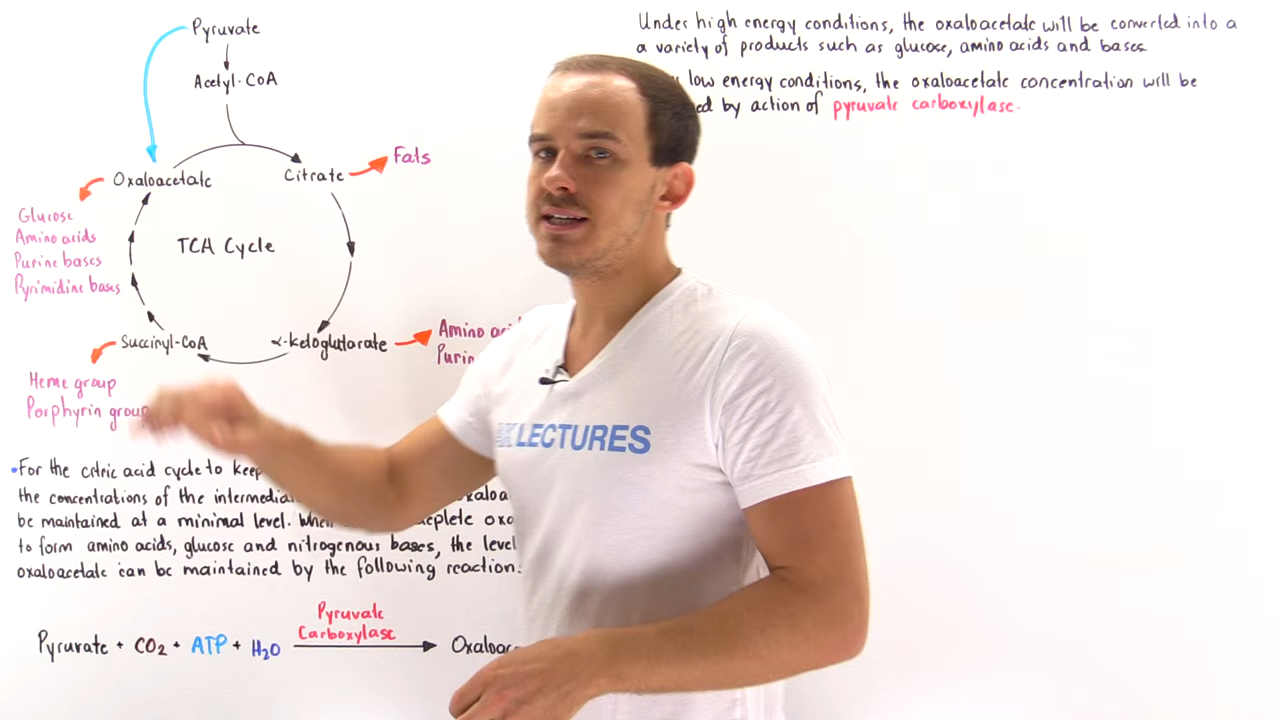 Pyruvate
Acetyl-CoA
Oxaloacetate
Citrate
Fats
Glucose
Amino acids
Purine bases
Pyrimidine bases
TCA Cycle
Succinyl-CoA
α-ketoglutarate
Amino
Heme group
Porphyrin group
•For the citric acid cycle to keep
the concentrations of the
be maintained at a minimal level.
to form amino acids, glucose and nitrogenous bases, the level
oxaloacetate can be maintained by the following reaction:
Pyruvate
Carboxylase
Pyruvate + CO2 + ATP + H2O
Under high energy conditions, the oxaloacetate will be converted into a
a variety of products such as glucose, amino acids and bases
low energy conditions, the oxaloacetate concentration will be
by action of pyruvate carboxylase.
LECTURES